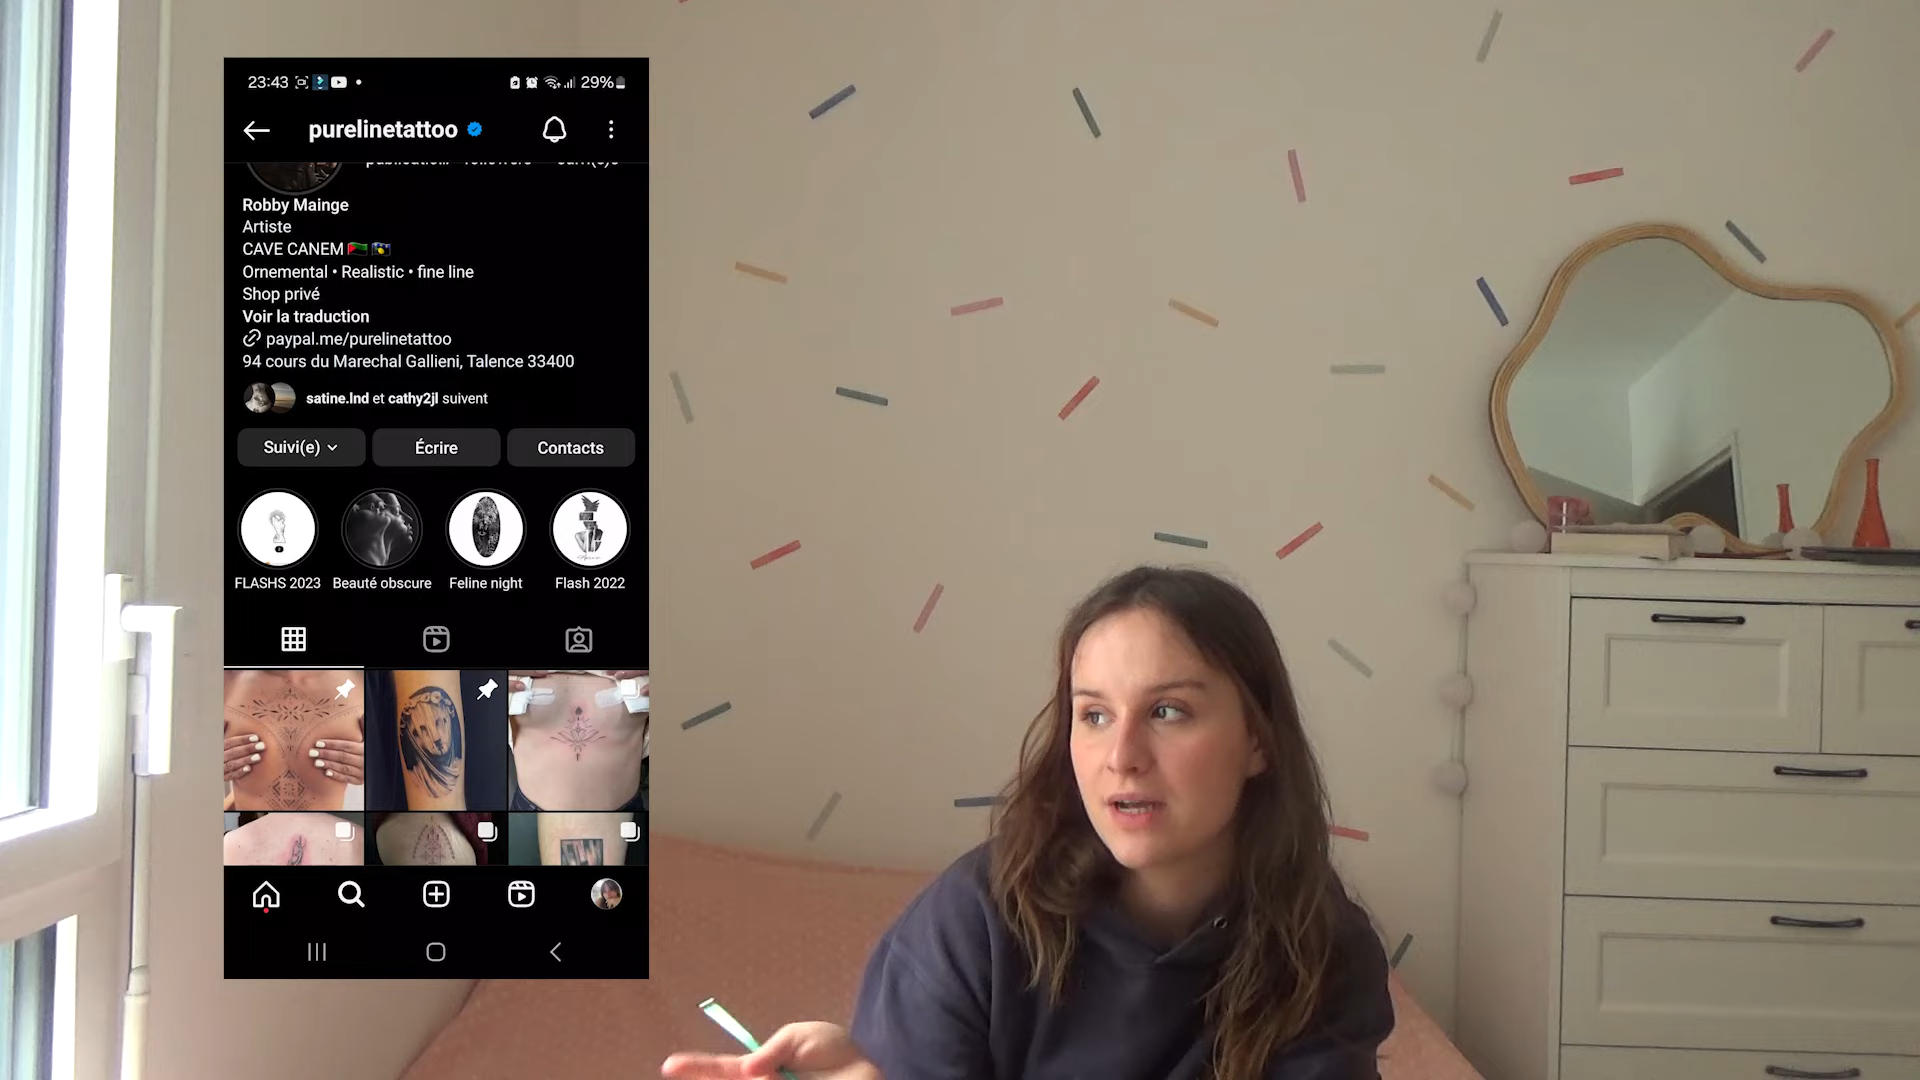 23:43 29%
purelinetattoo
Robby Mainge
Artiste
CAVE CANEM
Ornemental • Realistic • fine line
Shop privé
Voir la traduction
paypal.me/purelinetattoo
94 cours du Marechal Gallieni, Talence 33400
satine.lnd et cathy2jl suivent
Suivi(e) Écrire Contacts
FLASHS 2023 Beauté obscure Feline night Flash 2022